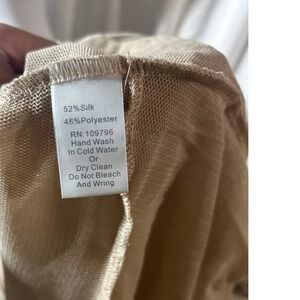 52%Silk
48%Polyester
RN:109796
Hand Wash
In Cold Water
Or
Dry Clean
Do Not Bleach
And Wring